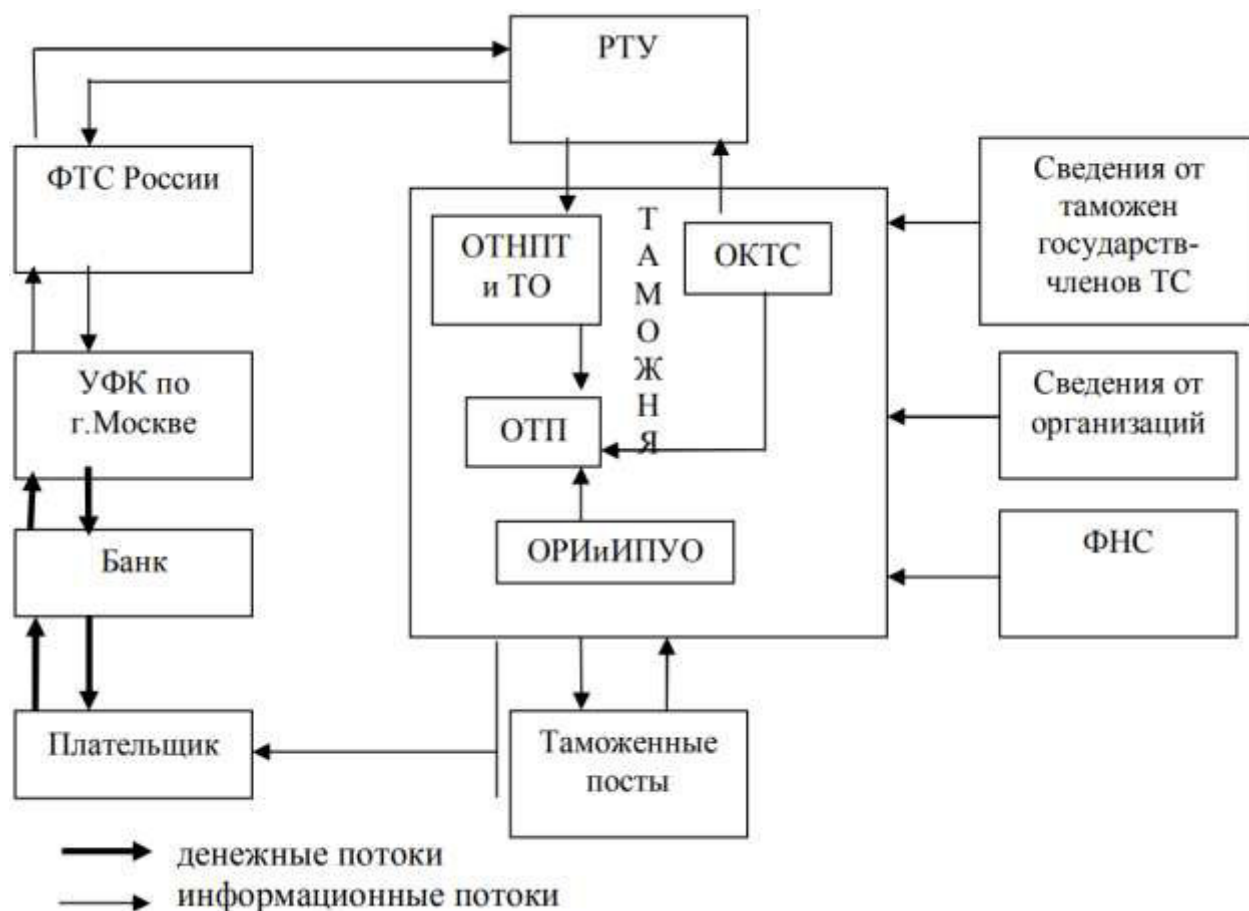 РТУ
ФТС России
Сведения от
таможен
государств-
членов ТС
ТАМОЖНЯ
ОТНПТ
и ТО
ОКТС
УФК по
г.Москве
Сведения от
организаций
ОТП
Банк
ОРИиИПУО
ФНС
Плательщик
Таможенные
посты
денежные потоки
информационные потоки